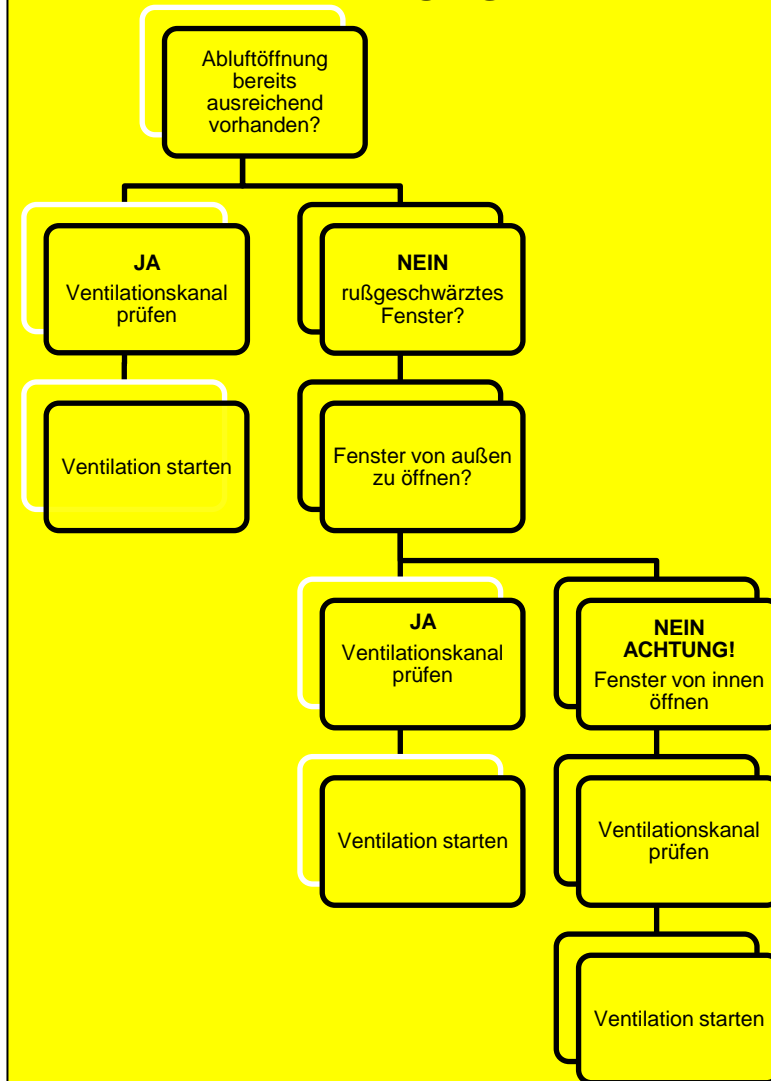 Abluftöffnung
bereits
ausreichend
vorhanden?
JA
Ventilationskanal
prüfen
NEIN
rußgeschwärztes
Fenster?
Ventilation starten
Fenster von außen
zu öffnen?
JA
Ventilationskanal
prüfen
NEIN
ACHTUNG!
Fenster von innen
öffnen
Ventilation starten
Ventilationskanal
prüfen
Ventilation starten